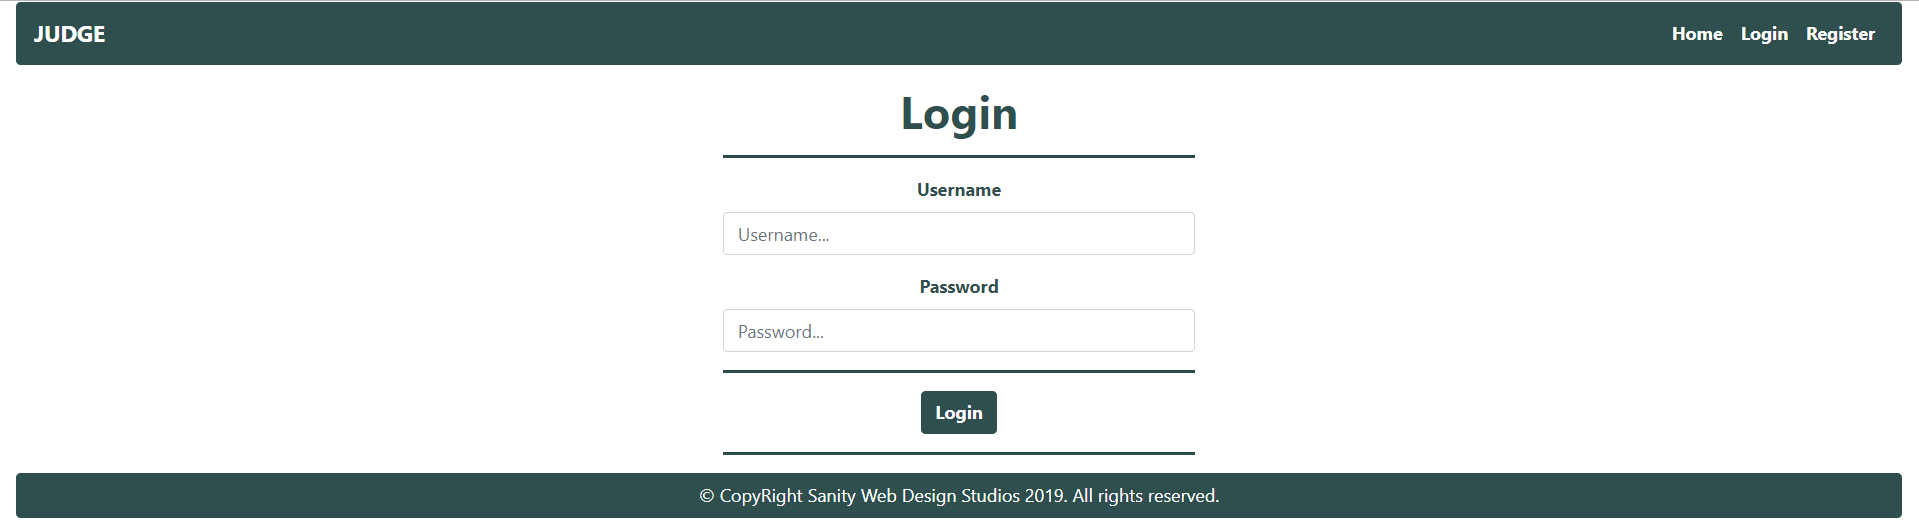 JUDGE
Home Login Register
Login
Username
Username...
Password
Password...
Login
© CopyRight Sanity Web Design Studios 2019. All rights reserved.